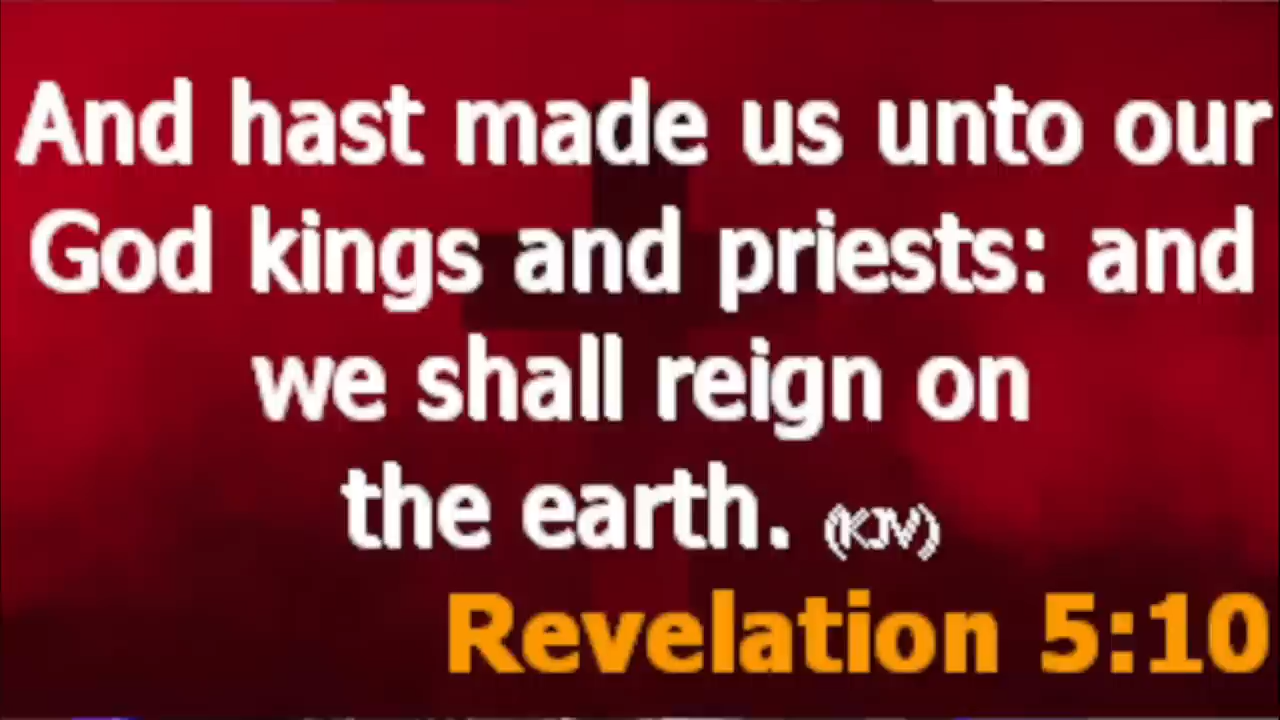 And hast made us unto our
God kings and priests: and
we shall reign on
the earth. (KJV)
Revelation 5:10